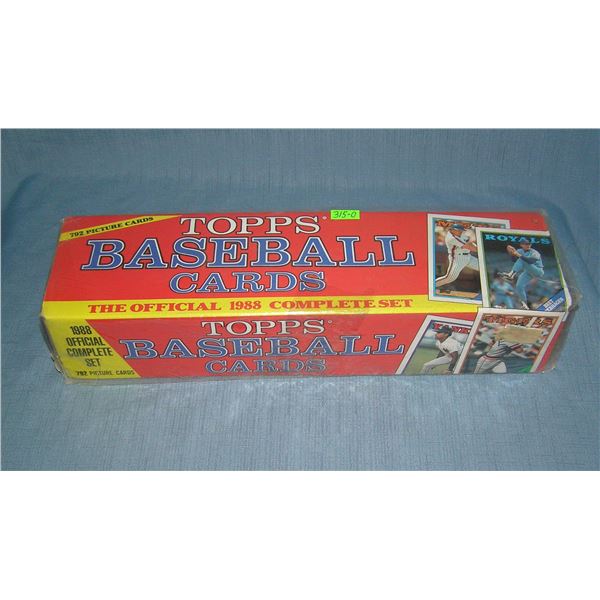 792 PICTURE CARDS
TOPPS
315-0
BASEBALL
CARDS
THE OFFICIAL 1988 COMPLETE SET
ROYALS
1988
OFFICIAL
COMPLETE
SET
792 PICTURE CARDS
TOPPS
BASEBALL
CARDS